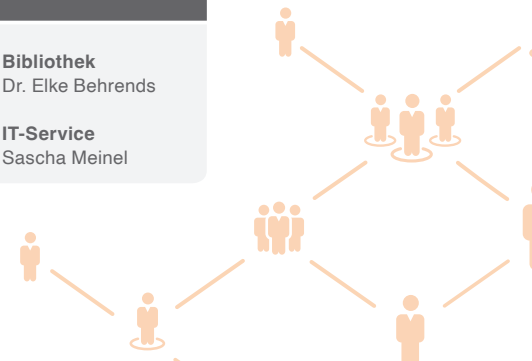 Bibliothek
Dr. Elke Behrends
IT-Service
Sascha Meinel